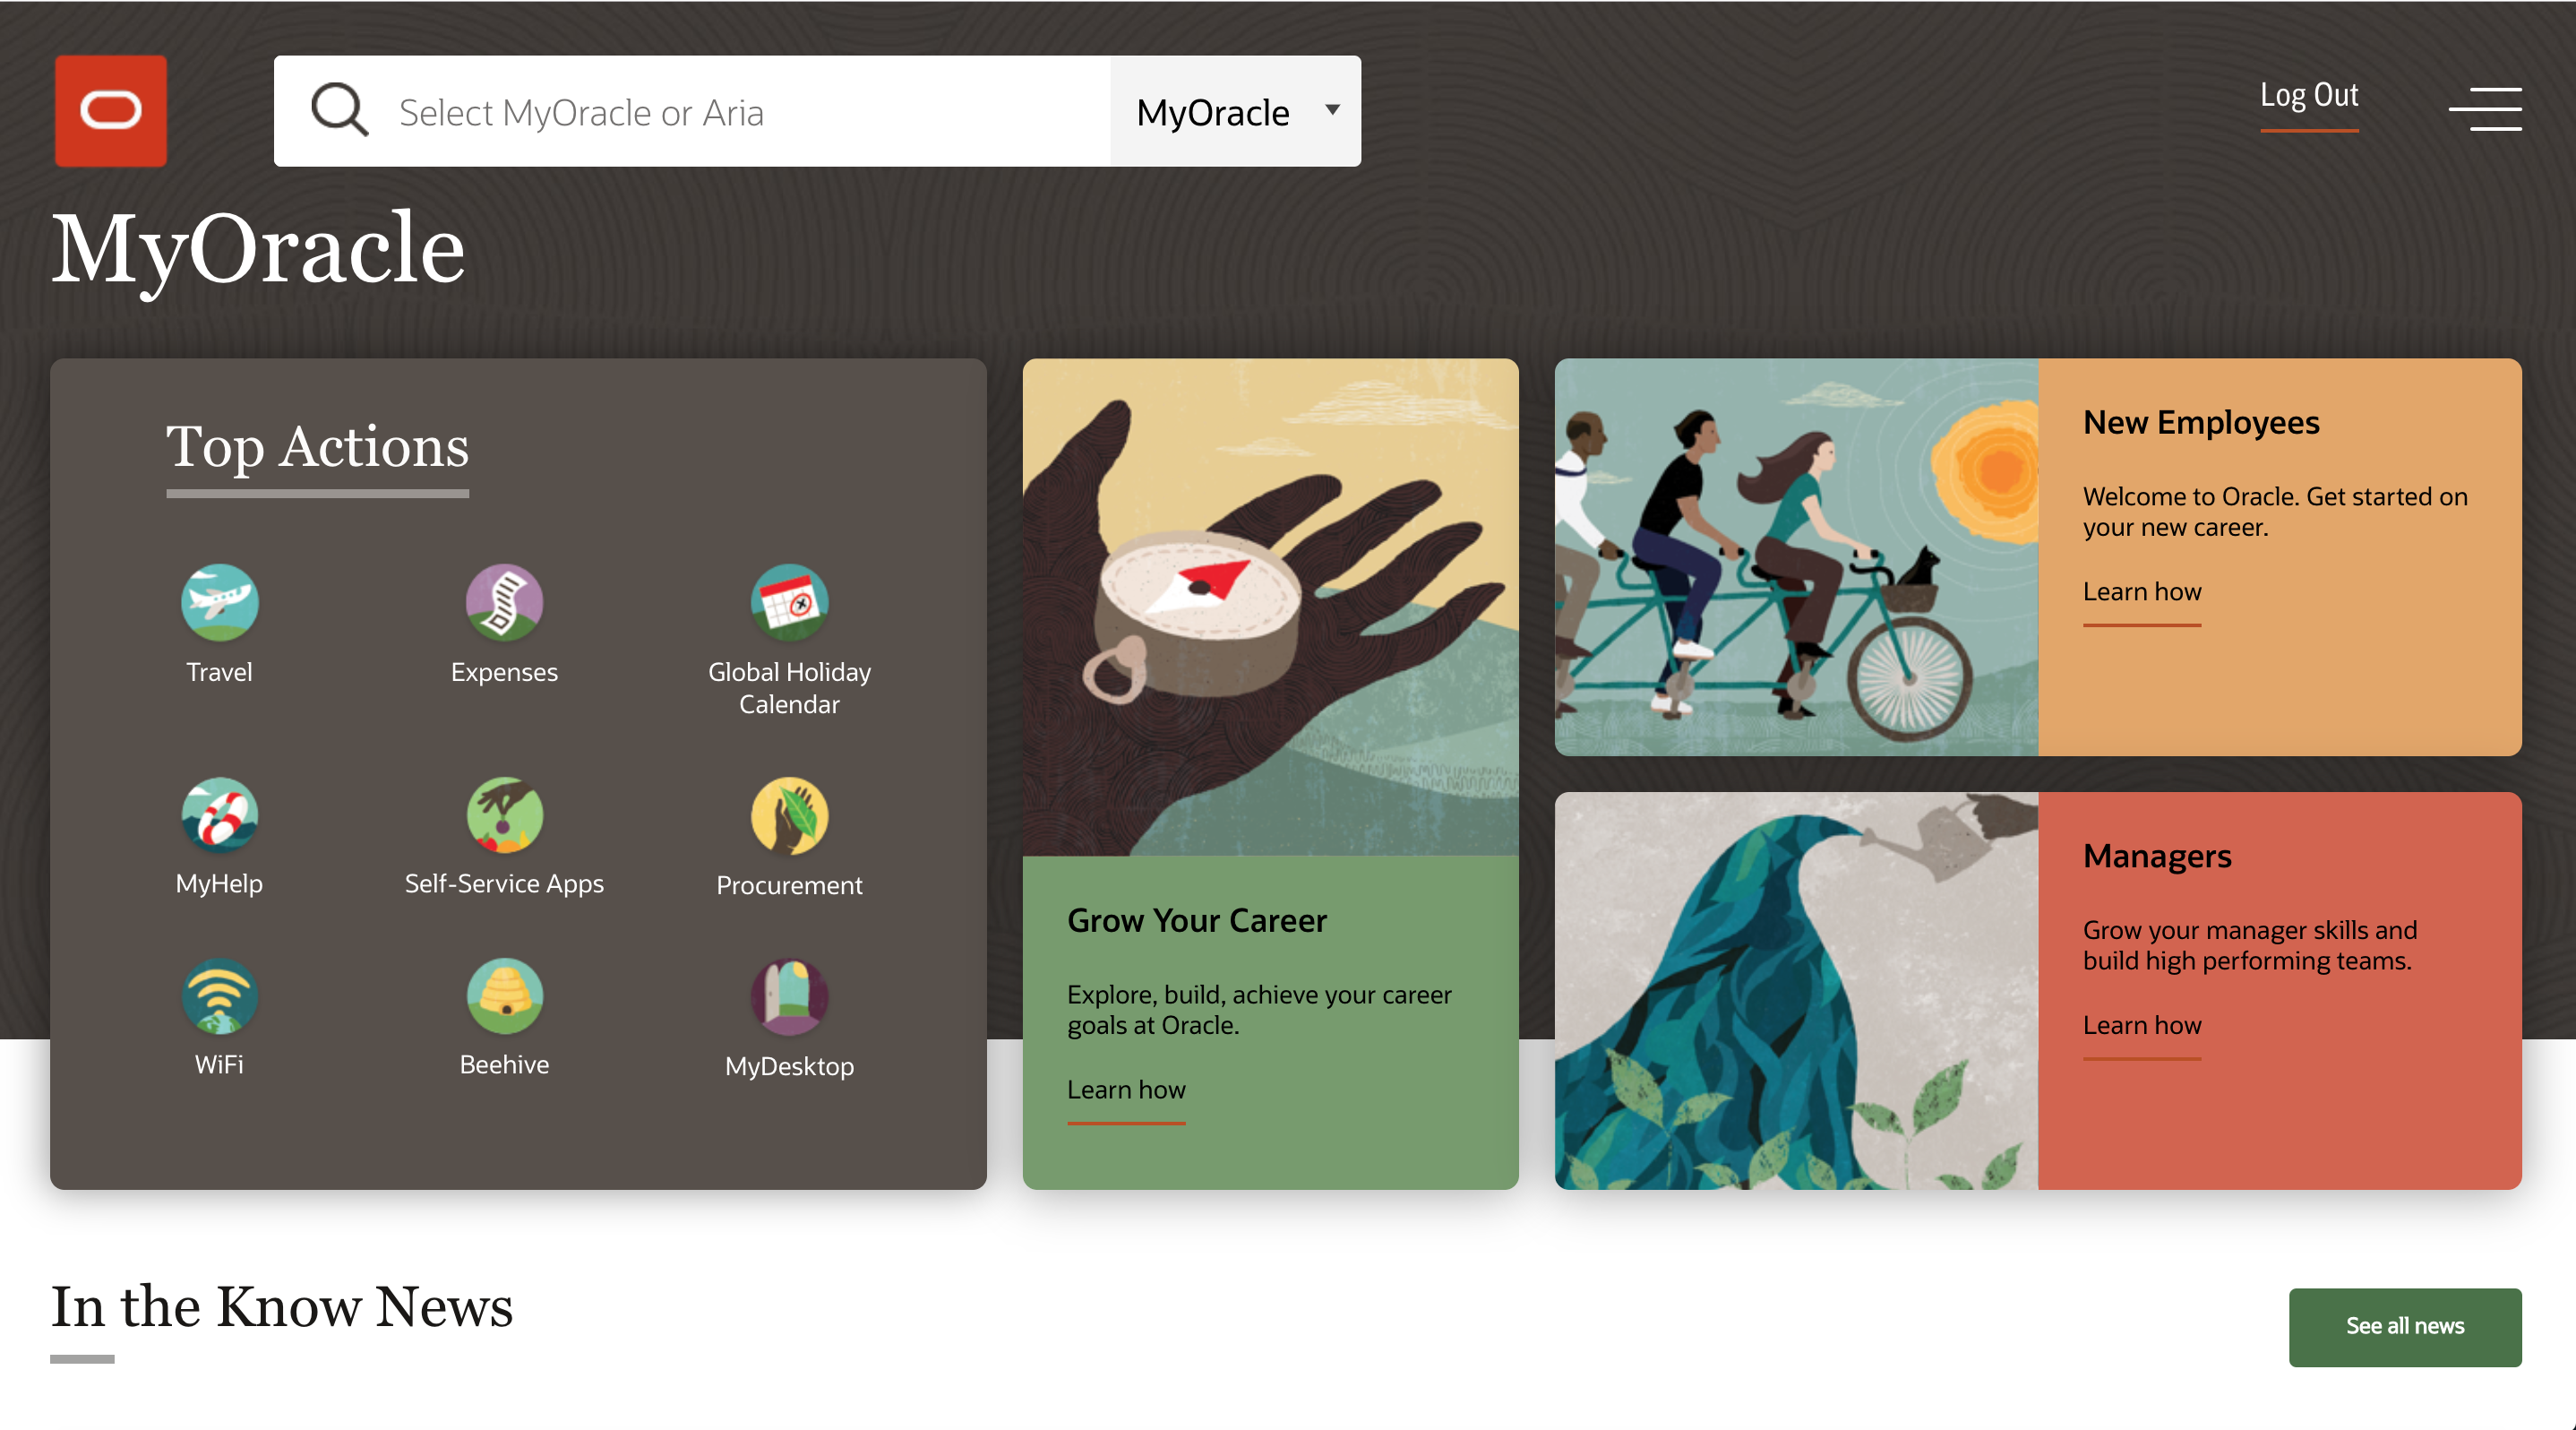 Select MyOracle or Aria
MyOracle
Log Out
MyOracle
Top Actions
Travel
Expenses
Global Holiday
Calendar
MyHelp
Self-Service Apps
Procurement
WiFi
Beehive
MyDesktop
Grow Your Career
Explore, build, achieve your career
goals at Oracle.
Learn how
New Employees
Welcome to Oracle. Get started on
your new career.
Learn how
Managers
Grow your manager skills and
build high performing teams.
Learn how
In the Know News
See all news